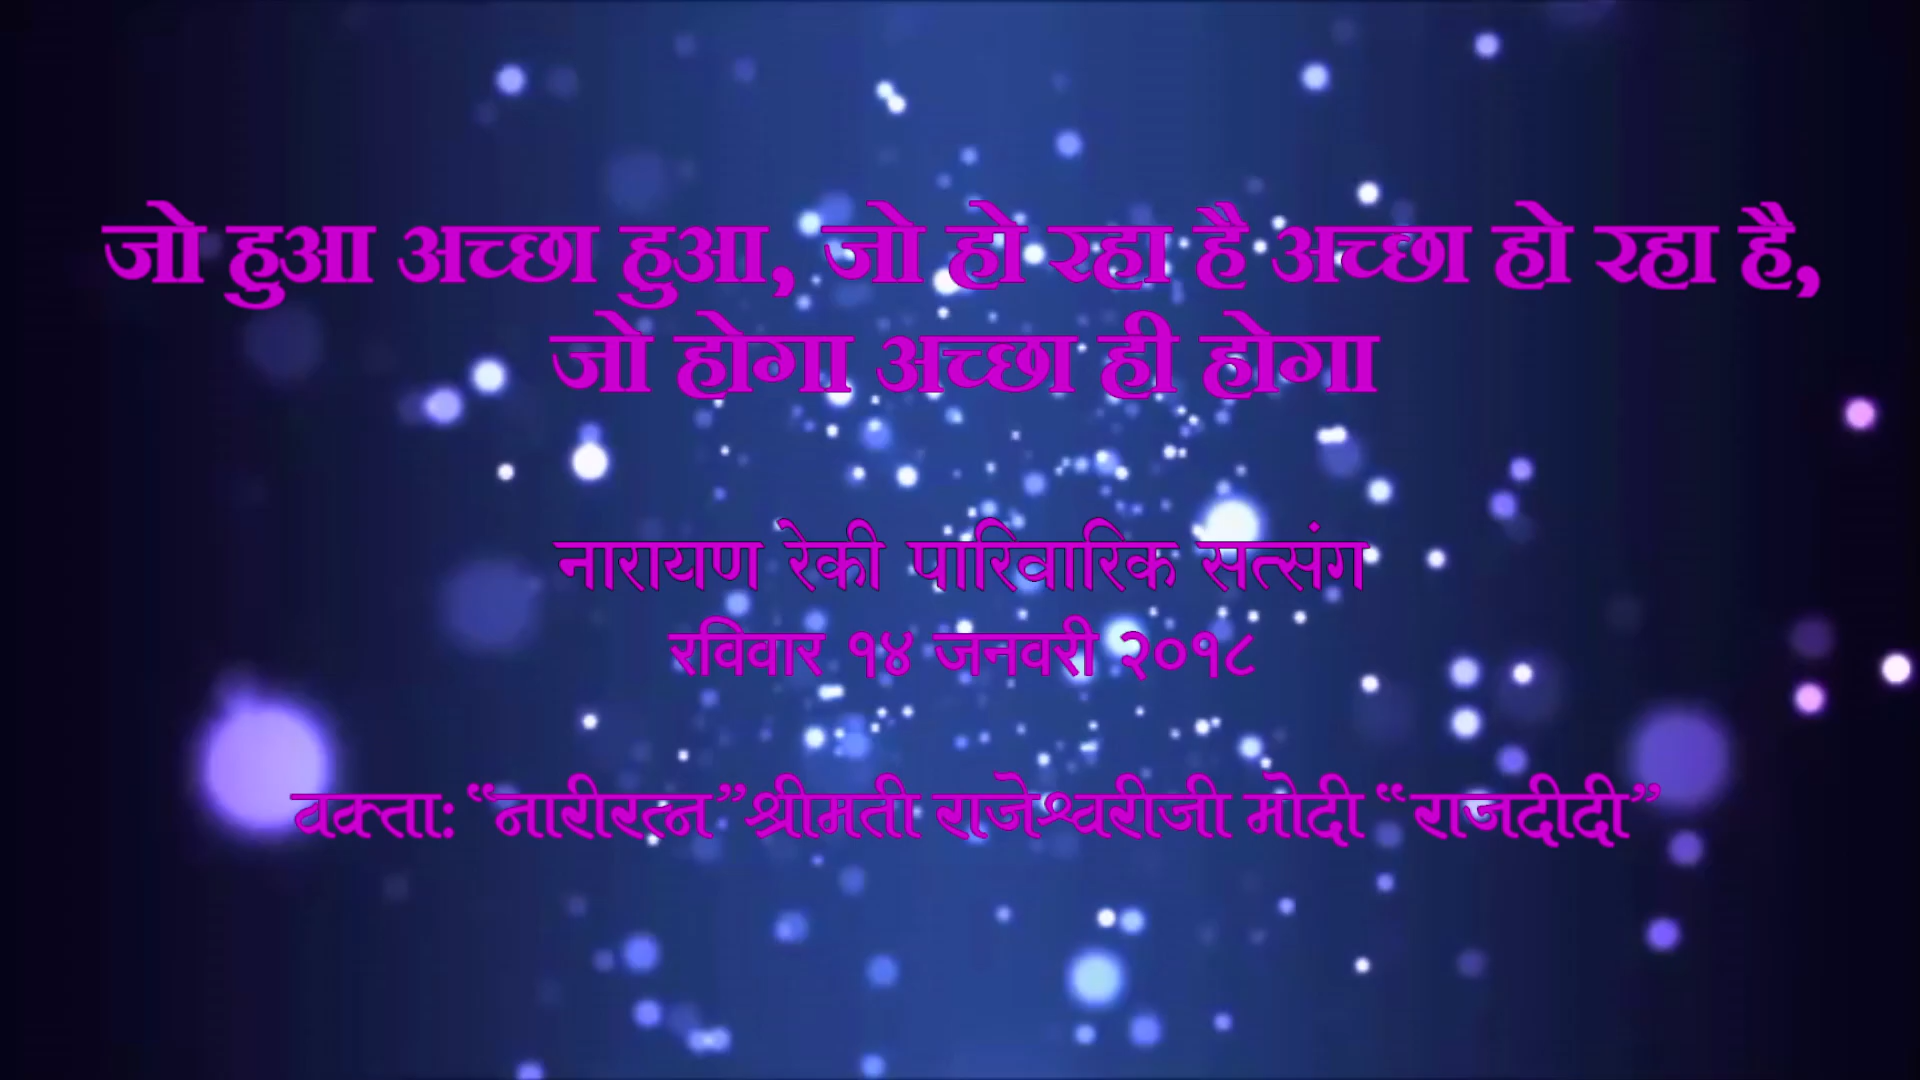 जो हुआ अच्छा हुआ, जो हो रहा है अच्छा हो रहा है,
जो होगा अच्छा ही होगा
नारायण रेकी पारिवारिक सत्संग
रविवार १४ जनवरी २०१८
वक्ताः “नारीरत्न” श्रीमती राजेश्वरीजी मोदी “राजदीदी”